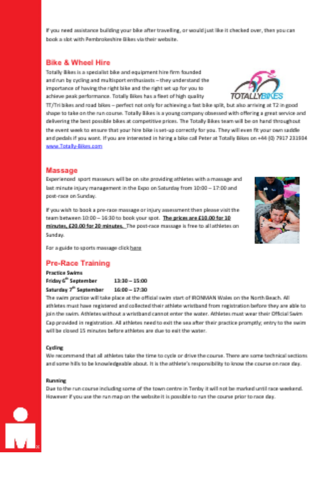 If you need assistance building your bike after travelling, or would just like it checked over, then you can
book a slot with Pembrokeshire Bikes via their website.
Bike & Wheel Hire
Totally Bikes is a specialist bike and equipment hire firm founded
and run by cycling and multisport enthusiasts – they understand the
importance of having the right bike and the right set up for you to
achieve peak performance. Totally Bikes has a fleet of high quality
TT/Tri bikes and road bikes – perfect not only for achieving a fast bike split, but also arriving at T2 in good
shape to take on the run course. Totally Bikes is a young company obsessed with offering a great service and
delivering the best possible bikes at competitive prices. The Totally Bikes team will be on hand throughout
the event week to ensure that your hire bike is set-up correctly for you. They will even fit your own saddle
and pedals if you want. If you are interested in hiring a bike call Peter at Totally Bikes on +44 (0) 7917 231004
www.Totally-Bikes.com
TOTALLYBIKES
Massage
Experienced sport masseurs will be on site providing athletes with a massage and
last minute injury management in the Expo on Saturday from 10:00 – 17:00 and
post-race on Sunday.
If you wish to book a pre-race massage or injury assessment then please visit the
team between 10:00 – 16:00 to book your spot. The prices are £10.00 for 10
minutes, £20.00 for 20 minutes. The post-race massage is free to all athletes on
Sunday.
For a guide to sports massage click here
Pre-Race Training
Practice Swims
Friday 6th September 13:30 – 15:00
Saturday 7th September 16:00 – 17:30
The swim practice will take place at the official swim start of IRONMAN Wales on the North Beach. All
athletes must have registered and collected their athlete wristband from registration before they are able to
join the swim. Athletes without a wristband cannot enter the water. Athletes must wear their Official Swim
Cap provided in registration. All athletes need to exit the sea after their practice promptly; entry to the swim
will be closed 15 minutes before athletes are due to exit the water.
Cycling
We recommend that all athletes take the time to cycle or drive the course. There are some technical sections
and some hills to be knowledgeable about. It is the athlete's responsibility to know the course on race day.
Running
Due to the run course including some of the town centre in Tenby it will not be marked until race weekend.
However if you use the run map on the website it is possible to run the course prior to race day.